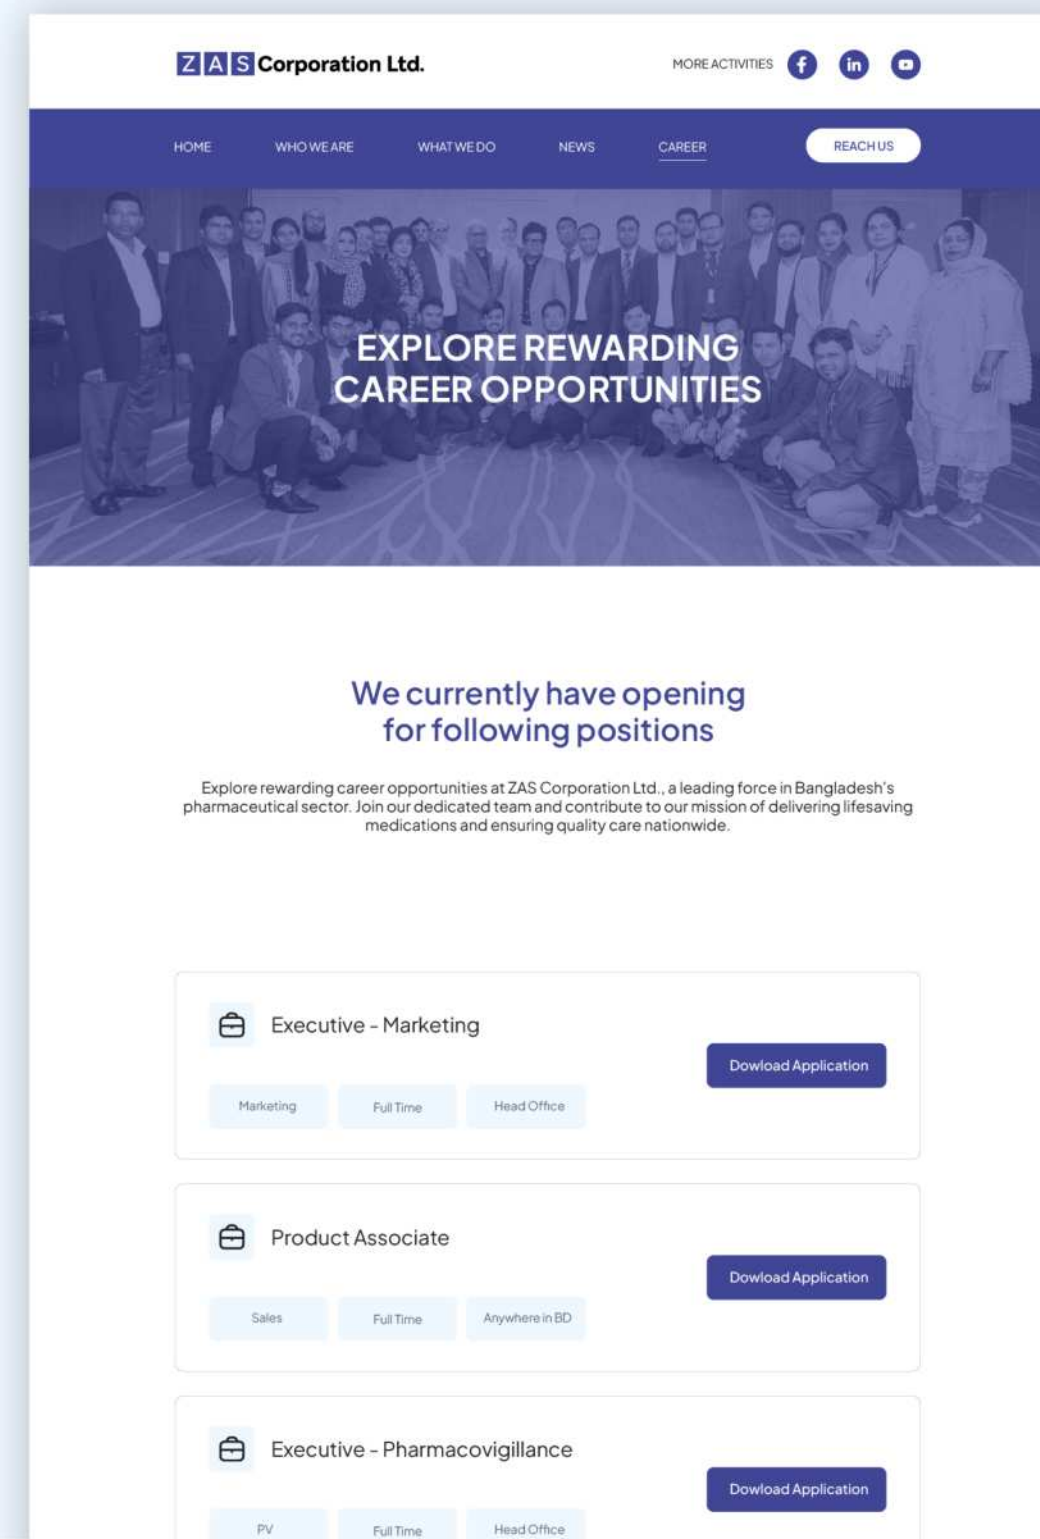 ZAS Corporation Ltd.
MORE ACTIVITIES
HOME
WHO WE ARE
WHAT WE DO
NEWS
CAREER
REACH US
EXPLORE REWARDING
CAREER OPPORTUNITIES
We currently have opening
for following positions
Explore rewarding career opportunities at ZAS Corporation Ltd., a leading force in Bangladesh's
pharmaceutical sector. Join our dedicated team and contribute to our mission of delivering lifesaving
medications and ensuring quality care nationwide.
Executive - Marketing
Dowload Application
Marketing
Full Time
Head Office
Product Associate
Dowload Application
Sales
Full Time
Anywhere in BD
Executive - Pharmacovigillance
Dowload Application
PV
Full Time
Head Office